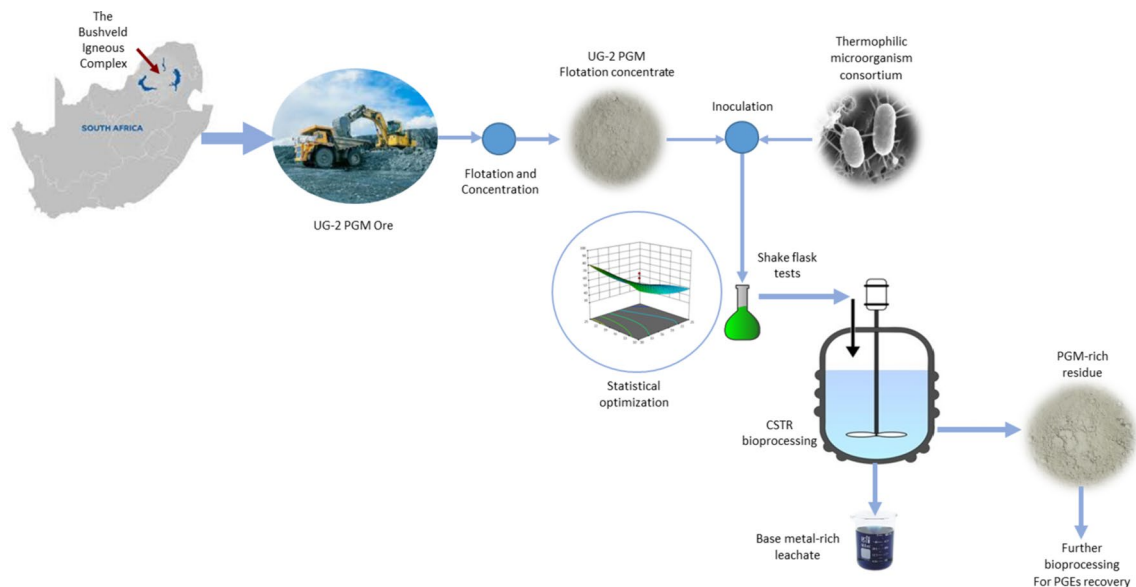 The
Bushveld
Igneous
Complex
SOUTH AFRICA
UG-2 PGM Ore
Flotation and
Concentration
UG-2 PGM
Flotation concentrate
Inoculation
Thermophilic
microorganism
consortium
Shake flask
tests
Statistical
optimization
CSTR
bioprocessing
PGM-rich
residue
Base metal-rich
leachate
Further
bioprocessing
For PGEs recovery